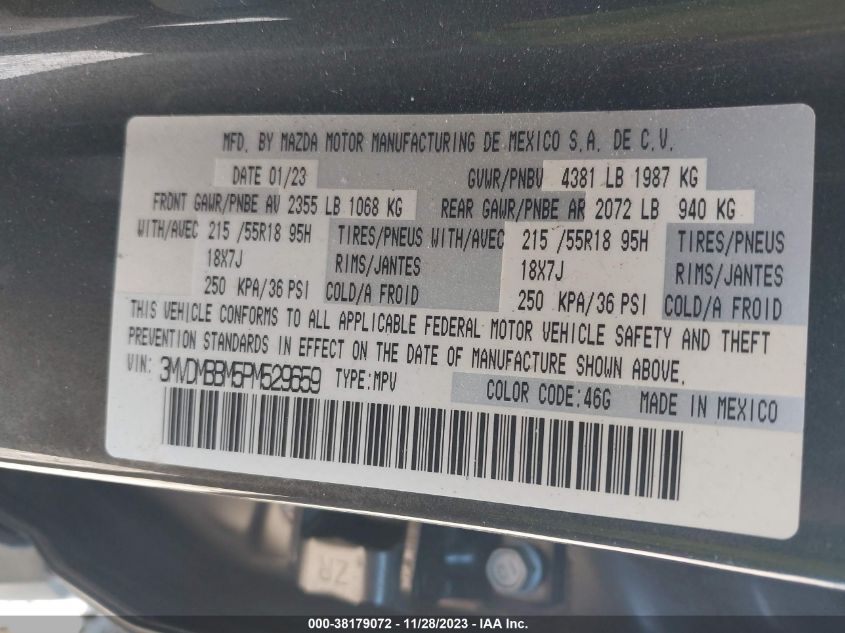 MFD. BY MAZDA MOTOR MANUFACTURING DE MEXICO S.A. DE C.V.
DATE 01/23 GVWR/PNBV 4381 LB 1987 KG
FRONT GAWR/PNBE AV 2355 LB 1068 KG REAR GAWR/PNBE AR 2072 LB 940 KG
WITH/AVEC 215 /55R18 95H TIRES/PNEUS WITH/AVEC 215 /55R18 95H TIRES/PNEUS
18X7J RIMS/JANTES 18X7J RIMS/JANTES
250 KPA/36 PSI COLD/A FROID 250 KPA/36 PSI COLD/A FROID
THIS VEHICLE CONFORMS TO ALL APPLICABLE FEDERAL MOTOR VEHICLE SAFETY AND THEFT
PREVENTION STANDARDS IN EFFECT ON THE DATE OF MANUFACTURE SHOWN ABOVE.
VIN: 3MVDMBBM5PM529659 TYPE:MPV COLOR CODE:46G MADE IN MEXICO
ZR
000-38179072 - 11/28/2023 - IAA Inc.